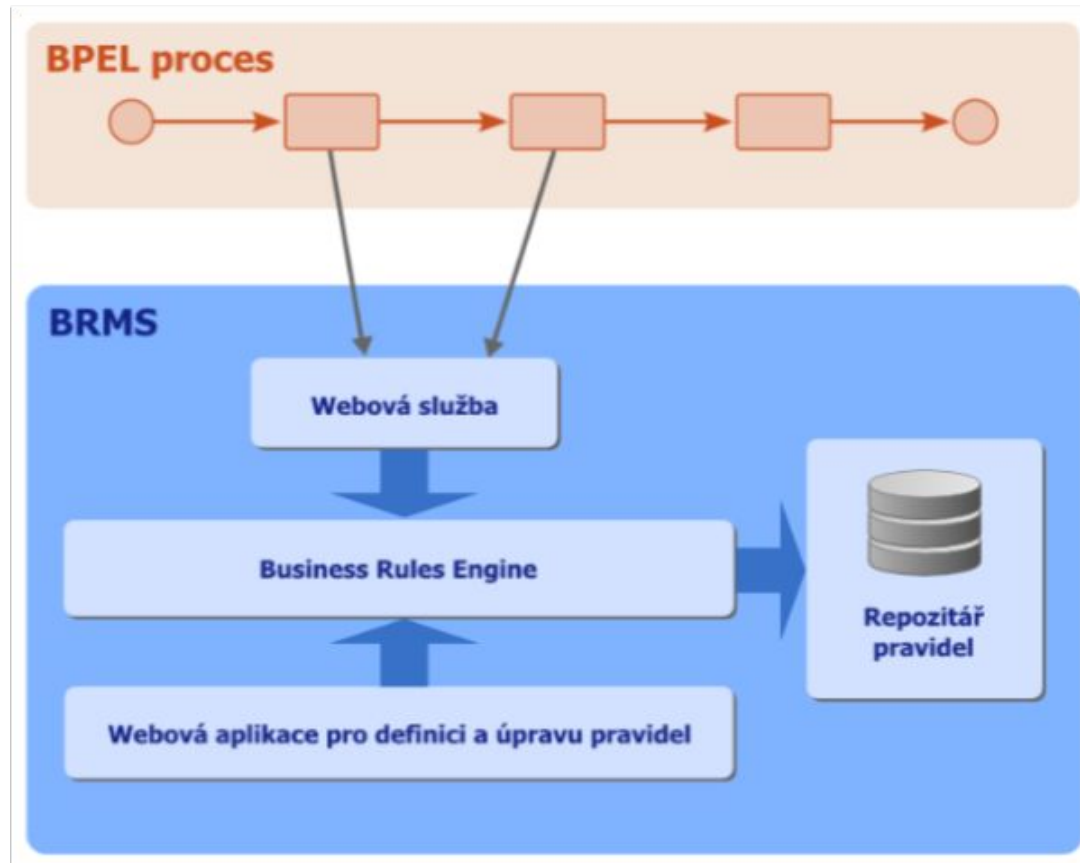 BPEL proces
BRMS
Webová služba
Business Rules Engine
Repozitář
pravidel
Webová aplikace pro definici a úpravu pravidel